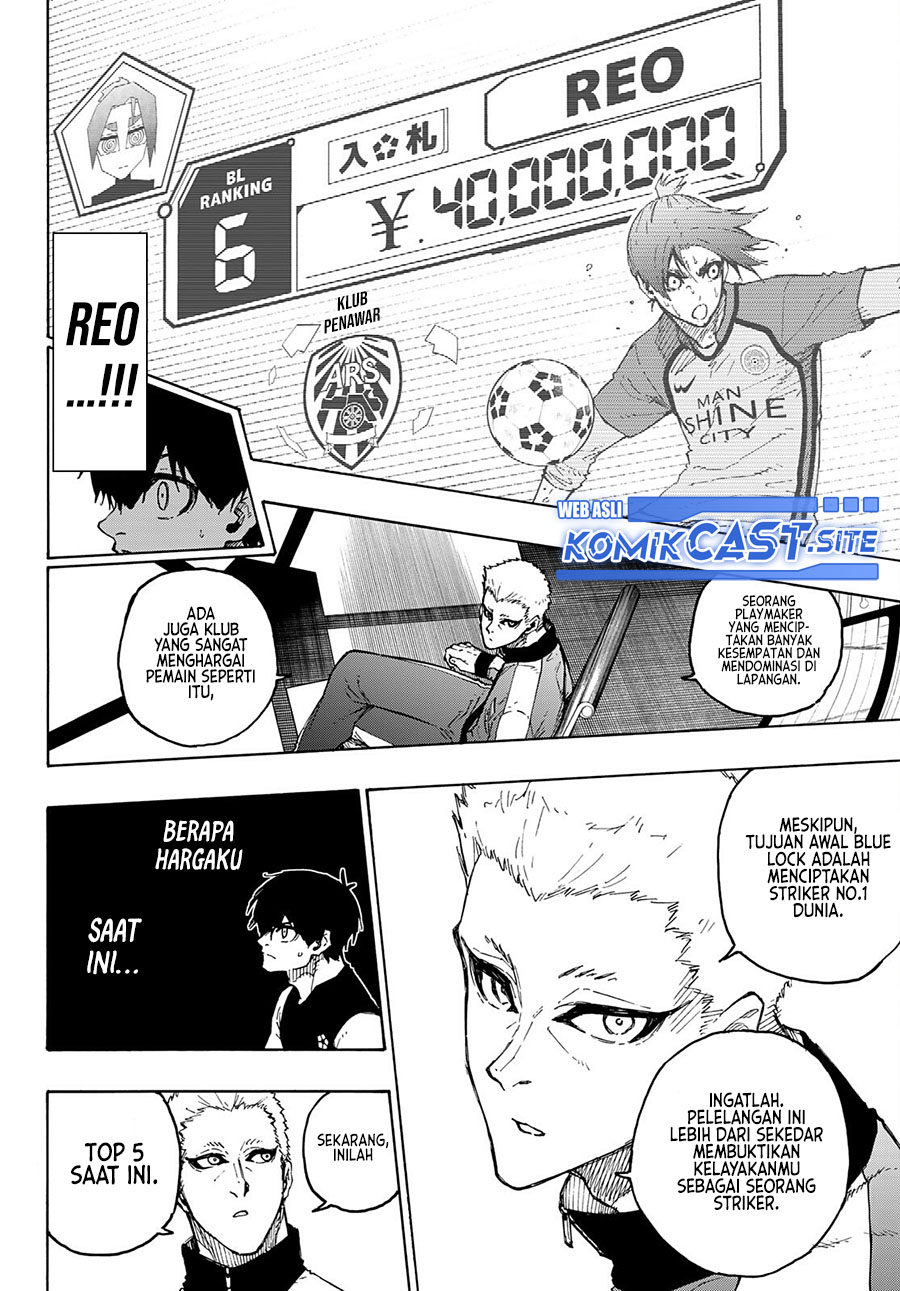 REO
入札
BL
RANKING
6
¥. 40,000,000
KLUB
PENAWAR
ARS
MAN
SHINE
CITY
REO
...!!!
WEB ASLI
KOMIKCAST.SITE
SEORANG
PLAYMAKER
YANG MENCIP-
TAKAN BANYAK
KESEMPATAN DAN
MENDOMINASI DI
LAPANGAN.
ADA
JUGA KLUB
YANG SANGAT
MENGHARGAI
PEMAIN SEPERTI
ITU,
MESKIPUN,
TUJUAN AWAL BLUE
LOCK ADALAH
MENCIPTAKAN
STRIKER NO.1
DUNIA.
INGATLAH.
PELELANGAN INI
LEBIH DARI SEKEDAR
MEMBUKTIKAN
KELAYAKANMU
SEBAGAI SEORANG
STRIKER.
BERAPA
HARGAKU
SAAT
INI...
SEKARANG,
INILAH
TOP 5
SAAT INI.